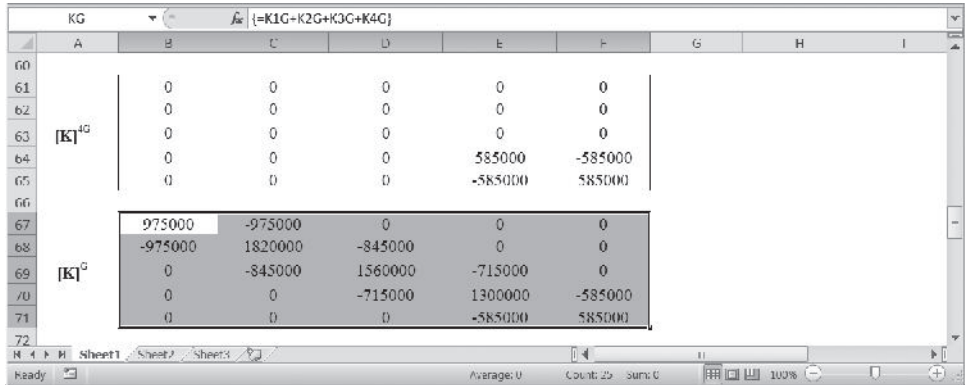 KG fx {=K1G+K2G+K3G+K4G}
A B C D E F G H I
60
61 0 0 0 0 0
62 0 0 0 0 0
63 [K]4G 0 0 0 0 0
64 0 0 0 585000 -585000
65 0 0 0 -585000 585000
66
67 975000 -975000 0 0 0
68 -975000 1820000 -845000 0 0
69 [K]G 0 -845000 1560000 -715000 0
70 0 0 -715000 1300000 -585000
71 0 0 0 -585000 585000
72
Sheet1 Sheet2 Sheet3
Ready Average: 0 Count: 25 Sum: 0 100%